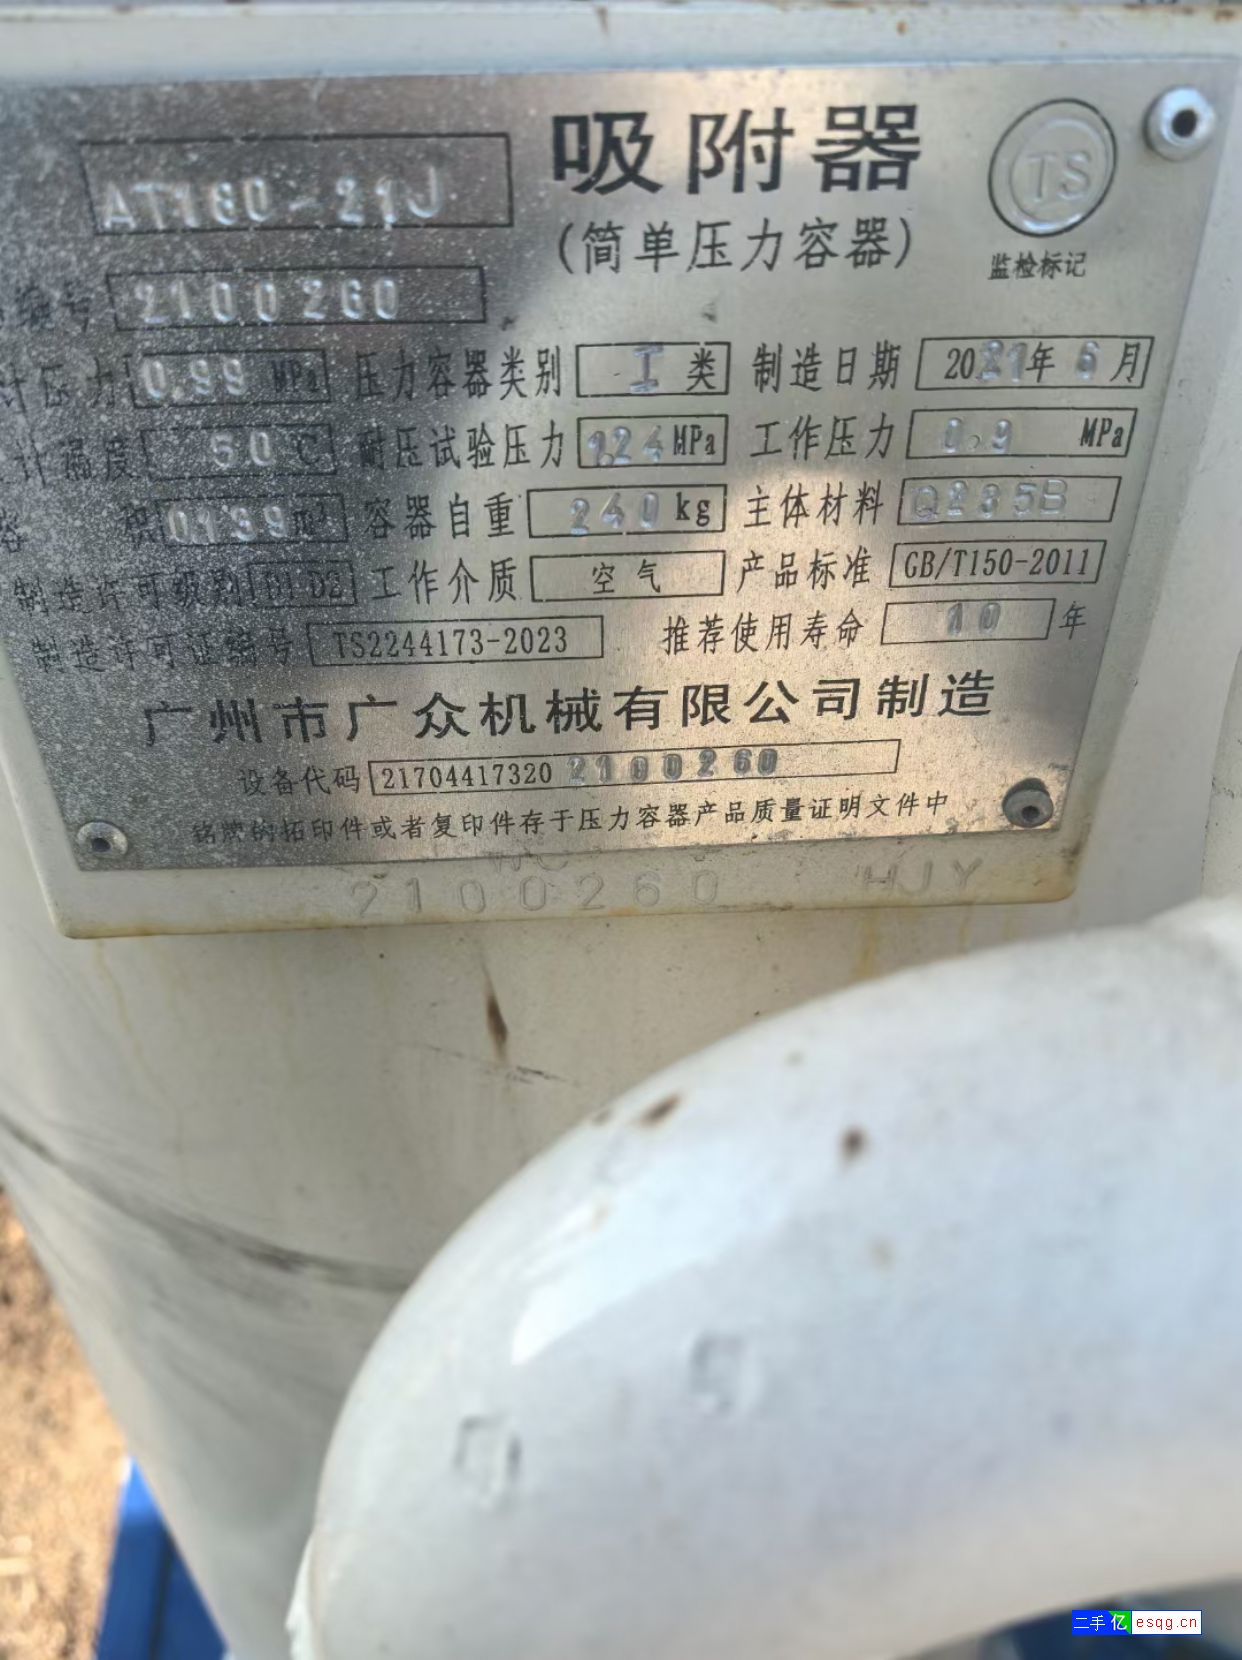 吸附器
AT160-21J
(简单压力容器)
TS
监检标记
编号 2100260
计压力 0.99 MPa 压力容器类别 I 类 制造日期 2021年 6月
计温度 50 ℃ 耐压试验压力 1.24 MPa 工作压力 0.9 MPa
容 积 0.139 m³ 容器自重 240 kg 主体材料 Q235B
制造许可级别 D1 D2 工作介质 空气 产品标准 GB/T150-2011
制造许可证编号 TS2244173-2023 推荐使用寿命 10 年
广州市广众机械有限公司制造
设备代码 21704417320 2100260
铭牌的拓印件或者复印件存于压力容器产品质量证明文件中
2100260 HJY
二手亿 esqg.cn